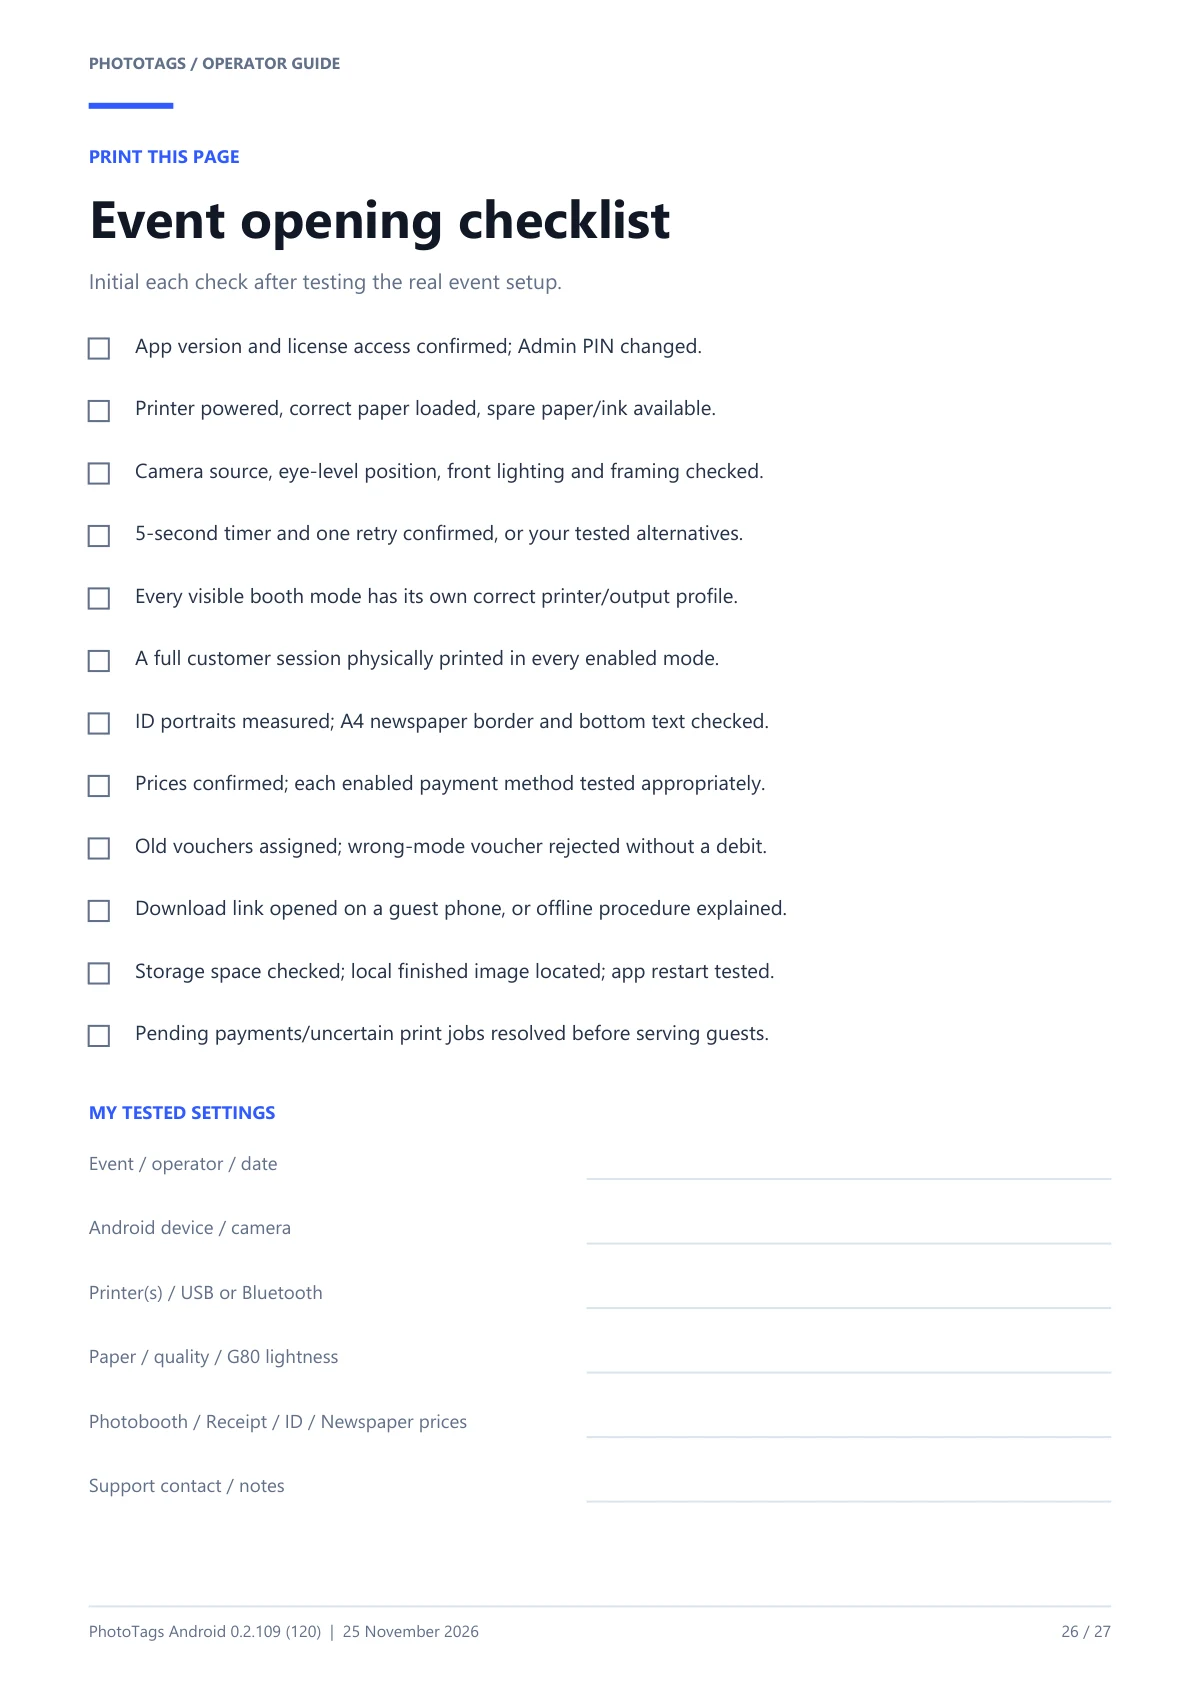 PHOTOTAGS / OPERATOR GUIDE
PRINT THIS PAGE
Event opening checklist
Initial each check after testing the real event setup.
App version and license access confirmed; Admin PIN changed.
Printer powered, correct paper loaded, spare paper/ink available.
Camera source, eye-level position, front lighting and framing checked.
5-second timer and one retry confirmed, or your tested alternatives.
Every visible booth mode has its own correct printer/output profile.
A full customer session physically printed in every enabled mode.
ID portraits measured; A4 newspaper border and bottom text checked.
Prices confirmed; each enabled payment method tested appropriately.
Old vouchers assigned; wrong-mode voucher rejected without a debit.
Download link opened on a guest phone, or offline procedure explained.
Storage space checked; local finished image located; app restart tested.
Pending payments/uncertain print jobs resolved before serving guests.
MY TESTED SETTINGS
Event / operator / date
Android device / camera
Printer(s) / USB or Bluetooth
Paper / quality / G80 lightness
Photobooth / Receipt / ID / Newspaper prices
Support contact / notes
PhotoTags Android 0.2.109 (120) | 25 November 2026
26 / 27